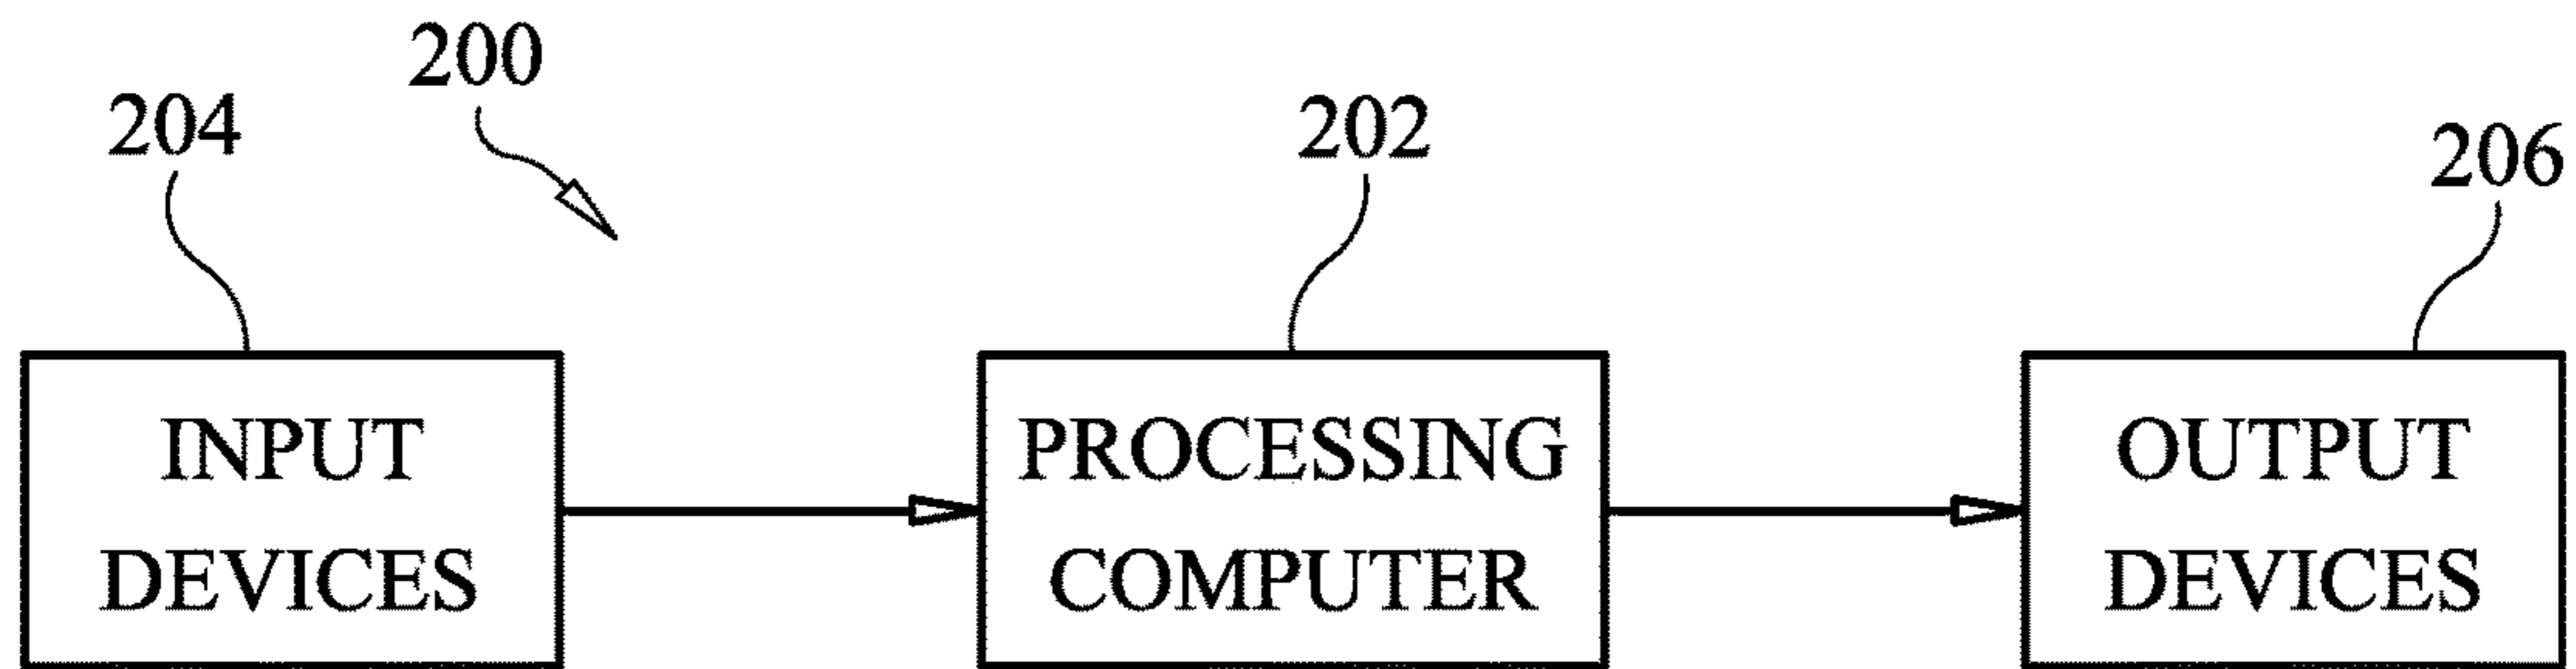 200
204
202
206
INPUT
DEVICES
PROCESSING
COMPUTER
OUTPUT
DEVICES